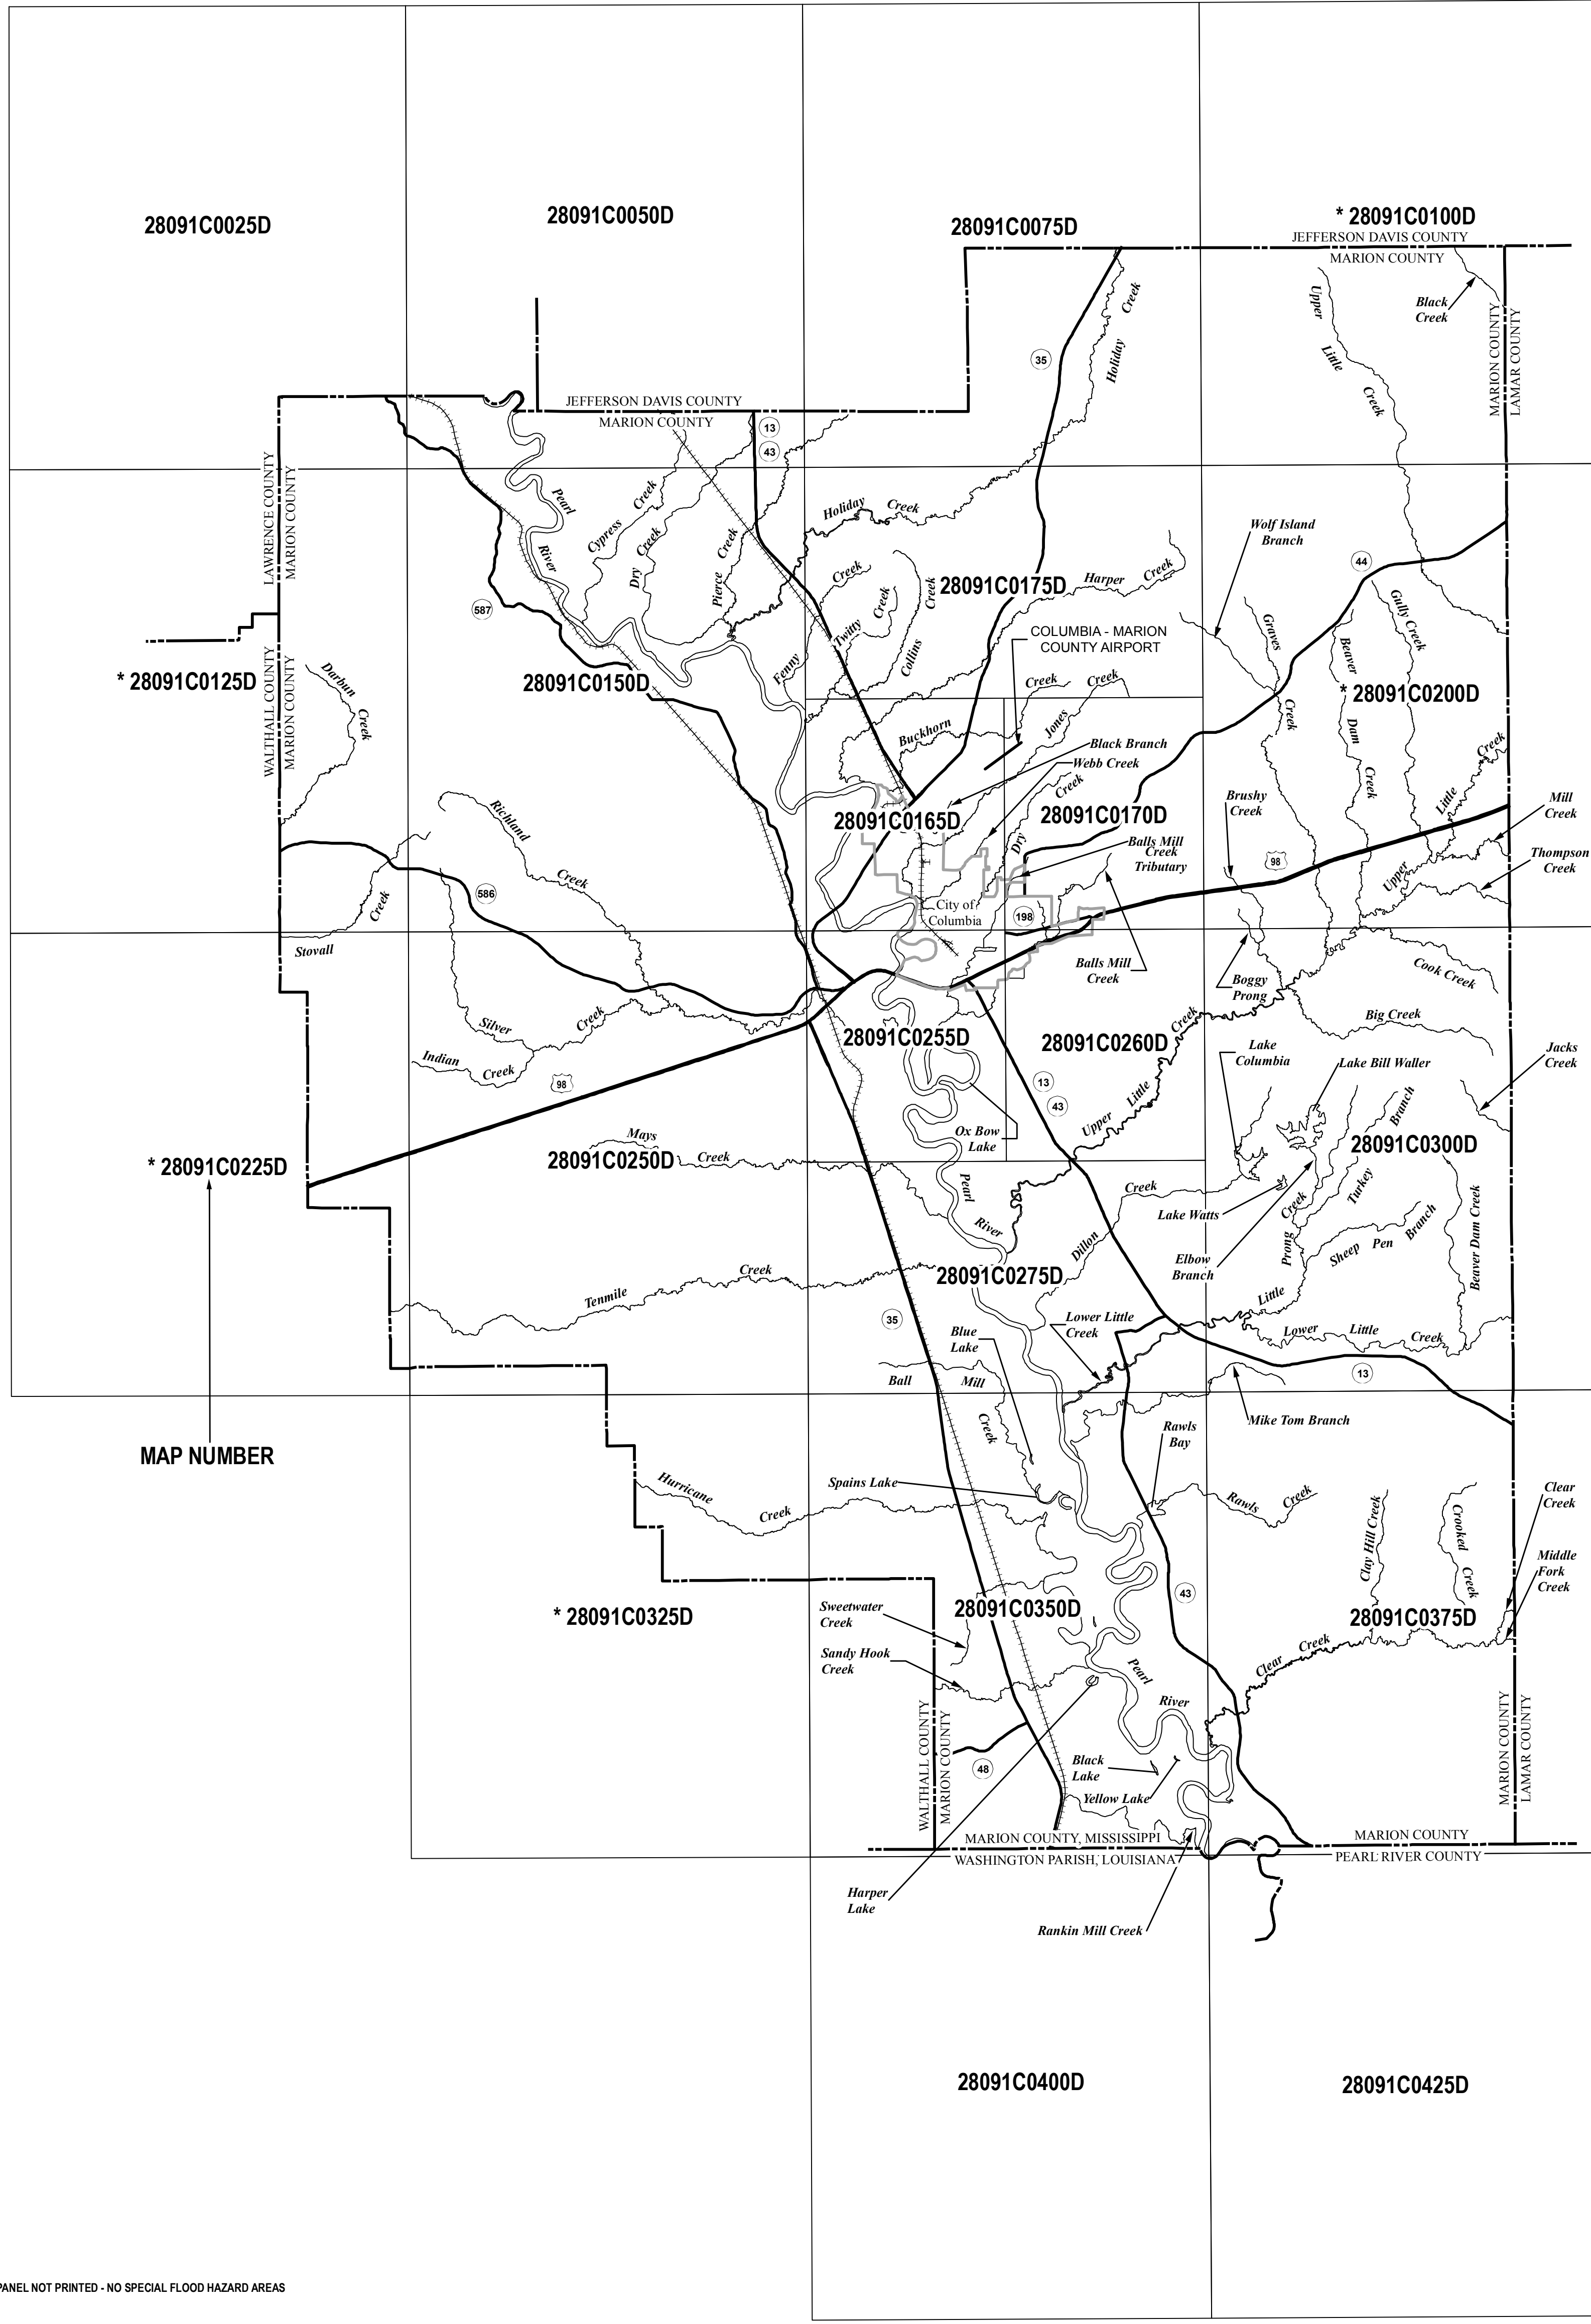 28091C0025D
28091C0050D
28091C0075D
* 28091C0100D
JEFFERSON DAVIS COUNTY
MARION COUNTY
Black
Creek
Upper
Little
Creek
MARION COUNTY
LAMAR COUNTY
Holiday
Creek
35
JEFFERSON DAVIS COUNTY
MARION COUNTY
13
43
LAWRENCE COUNTY
MARION COUNTY
Pearl
River
Cypress
Creek
Dry
Creek
Pierce
Creek
Holiday
Creek
Wolf Island
Branch
44
587
Creek
Twitty
Creek
Fenny
Collins
Creek
28091C0175D
Harper
Creek
Graves
Creek
Beaver
Dam
Creek
Gully Creek
COLUMBIA - MARION
COUNTY AIRPORT
WALTHALL COUNTY
MARION COUNTY
* 28091C0125D
Darbun
Creek
28091C0150D
* 28091C0200D
Buckhorn
Creek
Jones
Creek
Black Branch
Webb Creek
Dry
Creek
28091C0165D
28091C0170D
Balls Mill
Creek
Tributary
Brushy
Creek
Upper
Little
Creek
98
Mill
Creek
Thompson
Creek
Richland
Creek
586
Stovall
Creek
City of
Columbia
198
Balls Mill
Creek
Boggy
Prong
Cook Creek
Big Creek
Silver
Creek
Indian
Creek
98
28091C0255D
28091C0260D
Upper
Little
Creek
13
43
Lake
Columbia
Lake Bill Waller
Jacks
Creek
Ox Bow
Lake
* 28091C0225D
Mays
Creek
28091C0250D
28091C0300D
Pearl
River
Dillon
Creek
Lake Watts
Elbow
Branch
Prong
Creek
Turkey
Branch
Sheep
Pen
Branch
Beaver Dam Creek
Tenmile
Creek
28091C0275D
35
Blue
Lake
Lower Little
Creek
Little
Lower
Little
Creek
13
Ball
Mill
Creek
Mike Tom Branch
MAP NUMBER
Rawls
Bay
Hurricane
Creek
Spains Lake
Rawls
Creek
Clay Hill Creek
Crooked
Creek
Clear
Creek
Middle
Fork
Creek
43
* 28091C0325D
28091C0350D
28091C0375D
Sweetwater
Creek
Sandy Hook
Creek
Clear
Creek
Pearl
River
WALTHALL COUNTY
MARION COUNTY
48
Black
Lake
Yellow Lake
MARION COUNTY
LAMAR COUNTY
MARION COUNTY, MISSISSIPPI
WASHINGTON PARISH, LOUISIANA
MARION COUNTY
PEARL RIVER COUNTY
Harper
Lake
Rankin Mill Creek
28091C0400D
28091C0425D
PANEL NOT PRINTED - NO SPECIAL FLOOD HAZARD AREAS